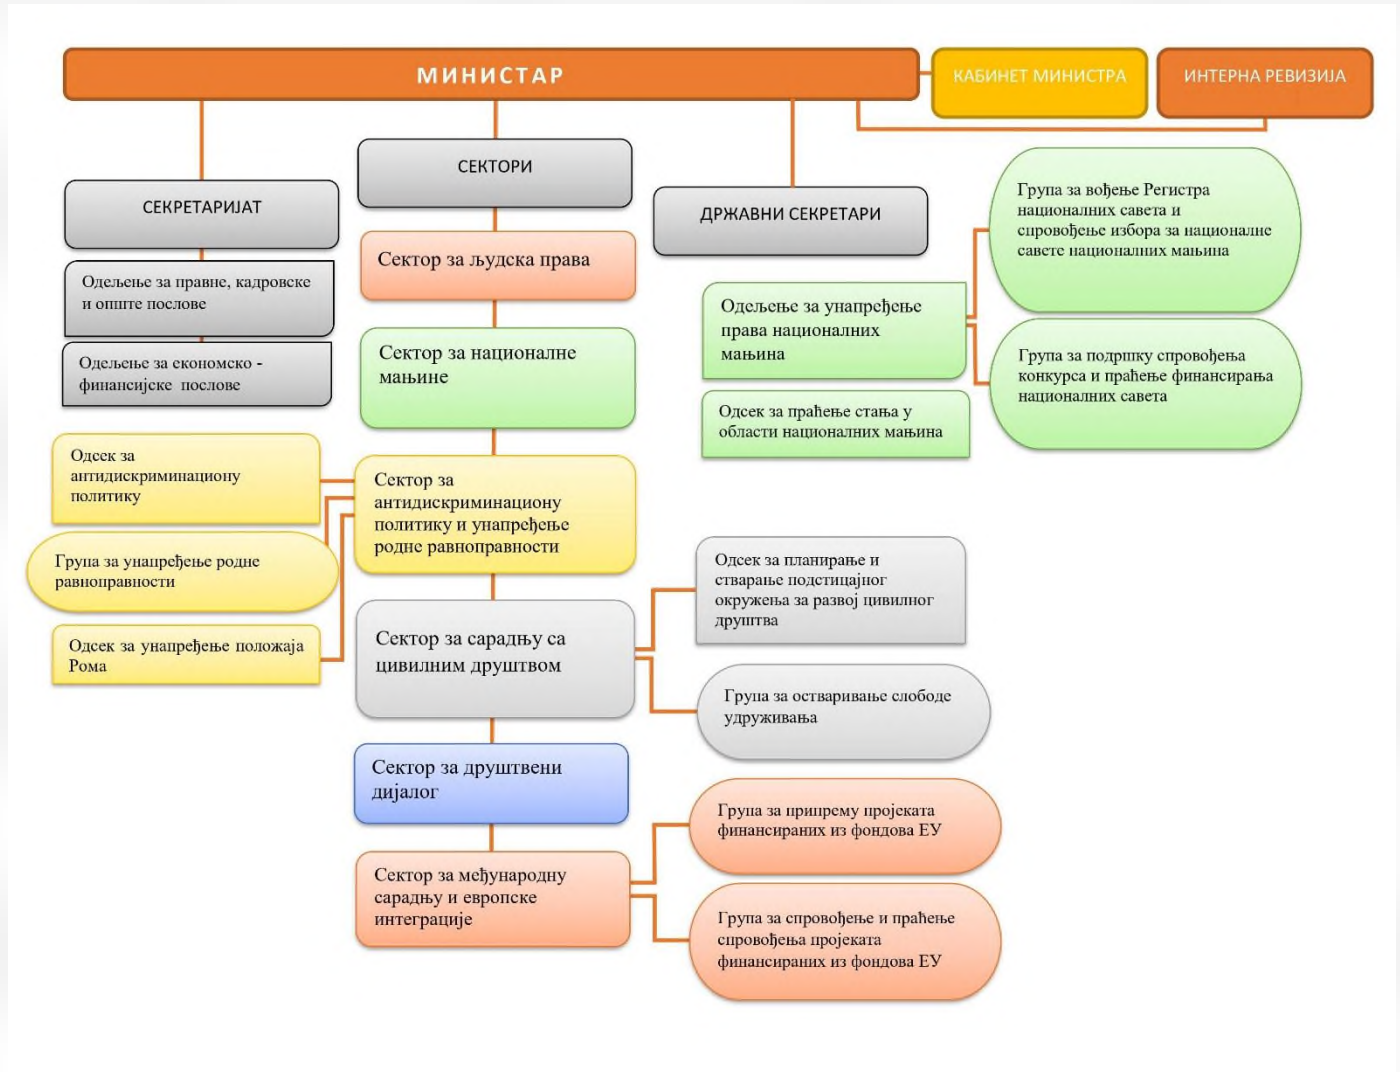 МИНИСТАР
КАБИНЕТ МИНИСТРА
ИНТЕРНА РЕВИЗИЈА
СЕКРЕТАРИЈАТ
Одељење за правне, кадровске
и опште послове
Одељење за економско -
финансијске послове
СЕКТОРИ
Сектор за људска права
Сектор за националне
мањине
Сектор за
антидискриминациону
политику и унапређење
родне равноправности
Одсек за
антидискриминациону
политику
Група за унапређење родне
равноправности
Одсек за унапређење положаја
Рома
Сектор за сарадњу са
цивилним друштвом
Сектор за друштвени
дијалог
Сектор за међународну
сарадњу и европске
интеграције
ДРЖАВНИ СЕКРЕТАРИ
Одељење за унапређење
права националних
мањина
Одсек за праћење стања у
области националних мањина
Група за вођење Регистра
националних савета и
спровођење избора за националне
савете националних мањина
Група за подршку спровођења
конкурса и праћење финансирања
националних савета
Одсек за планирање и
стварање подстицајног
окружења за развој цивилног
друштва
Група за остваривање слободе
удруживања
Група за припрему пројеката
финансираних из фондова ЕУ
Група за спровођење и праћење
спровођења пројеката
финансираних из фондова ЕУ